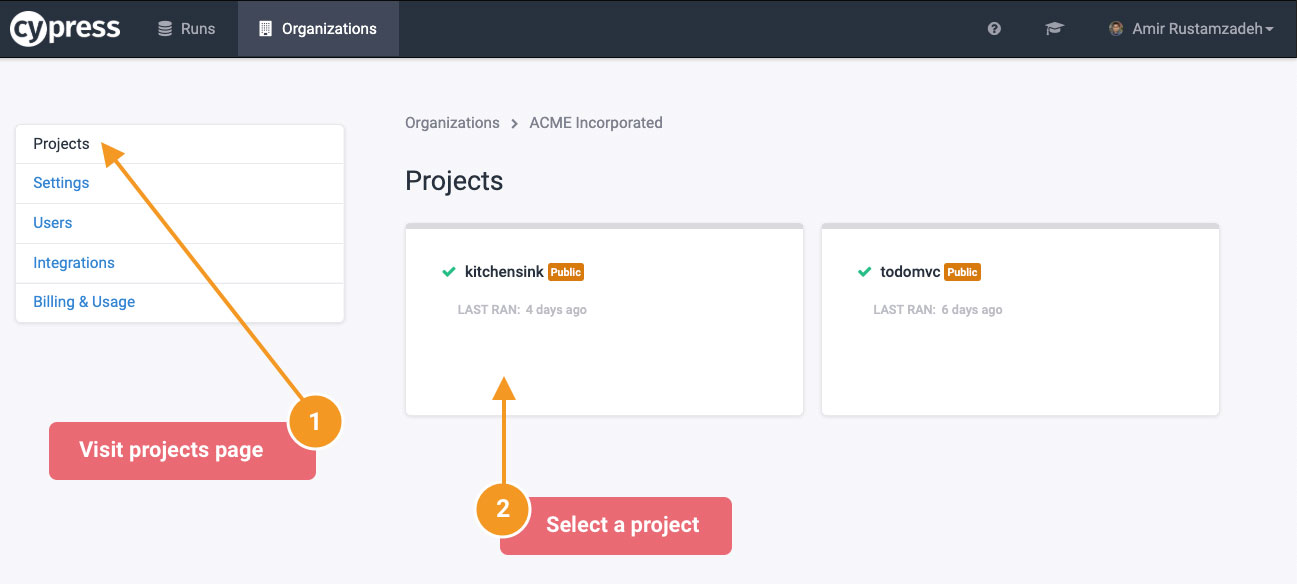 cypress Runs Organizations Amir Rustamzadeh
Organizations > ACME Incorporated
Projects
Settings
Users
Integrations
Billing & Usage
Projects
kitchensink Public
LAST RAN: 4 days ago
todomvc Public
LAST RAN: 6 days ago
1
Visit projects page
2
Select a project